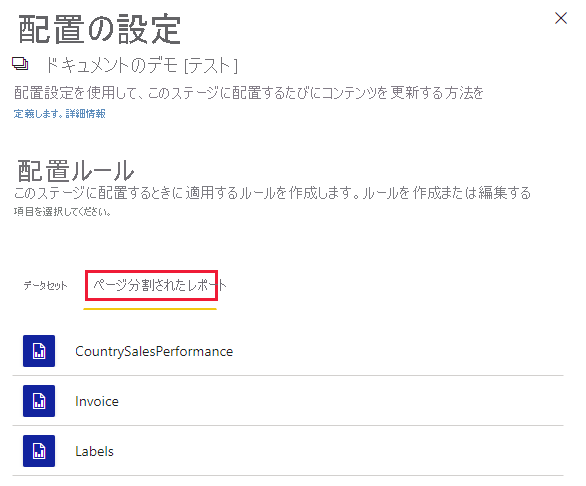 配置の設定
ドキュメントのデモ [テスト]
配置設定を使用して、このステージに配置するたびにコンテンツを更新する方法を
定義します。詳細情報
配置ルール
このステージに配置するときに適用するルールを作成します。ルールを作成または編集する
項目を選択してください。
データセット ページ分割されたレポート
CountrySalesPerformance
Invoice
Labels